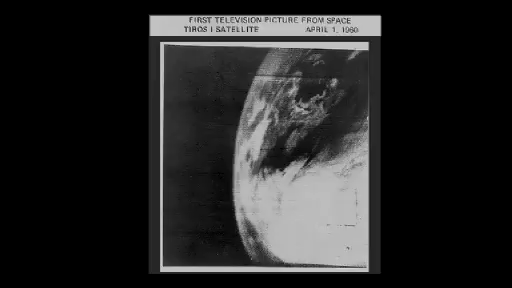 FIRST TELEVISION PICTURE FROM SPACE
TIROS I SATELLITE APRIL 1, 1960